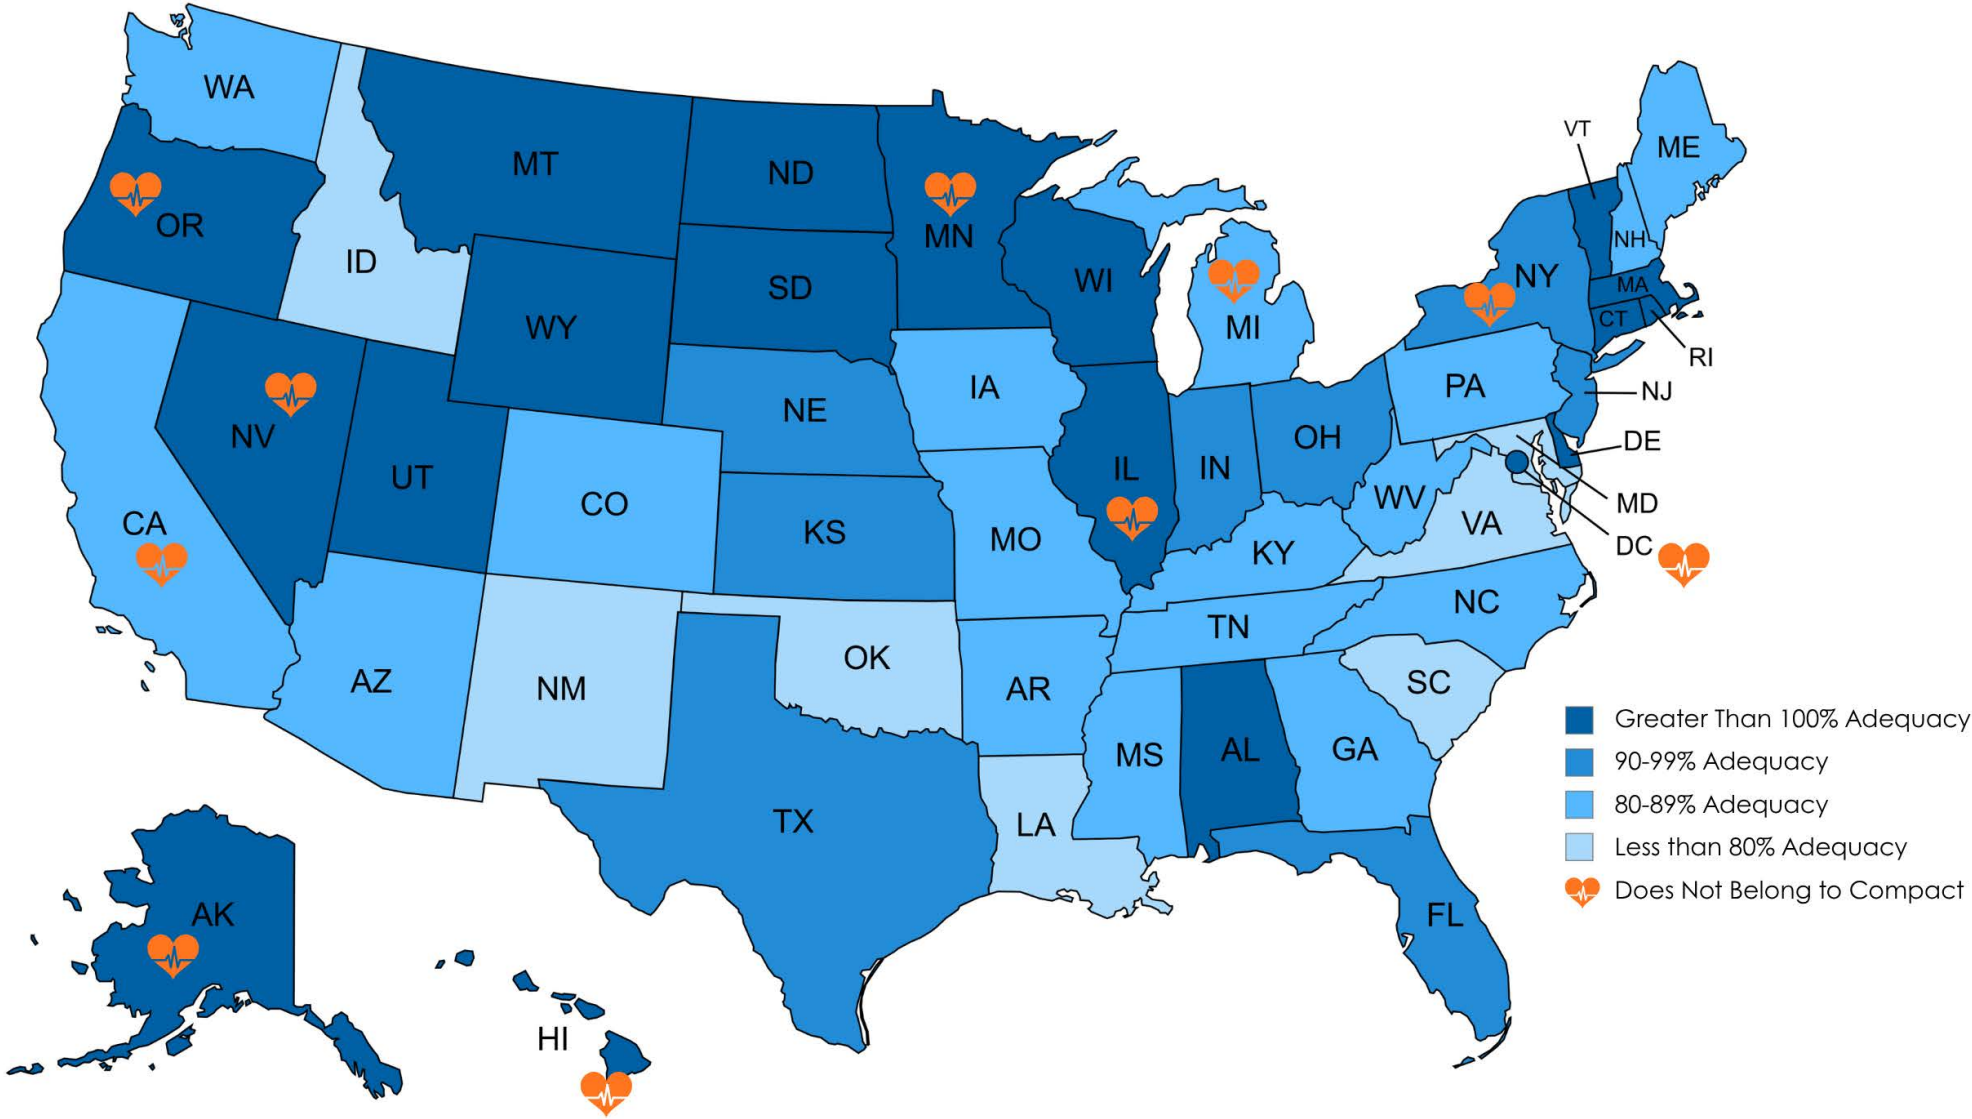 WA
VT
ME
MT
ND
OR
MN
NH
ID
WI
NY
SD
MA
WY
CT
MI
RI
IA
PA
NJ
NE
NV
OH
DE
UT
IL
IN
CO
WV
MD
CA
VA
KS
MO
DC
KY
NC
TN
OK
AZ
NM
AR
SC
Greater Than 100% Adequacy
MS
AL
GA
90-99% Adequacy
80-89% Adequacy
TX
LA
Less than 80% Adequacy
Does Not Belong to Compact
AK
FL
HI